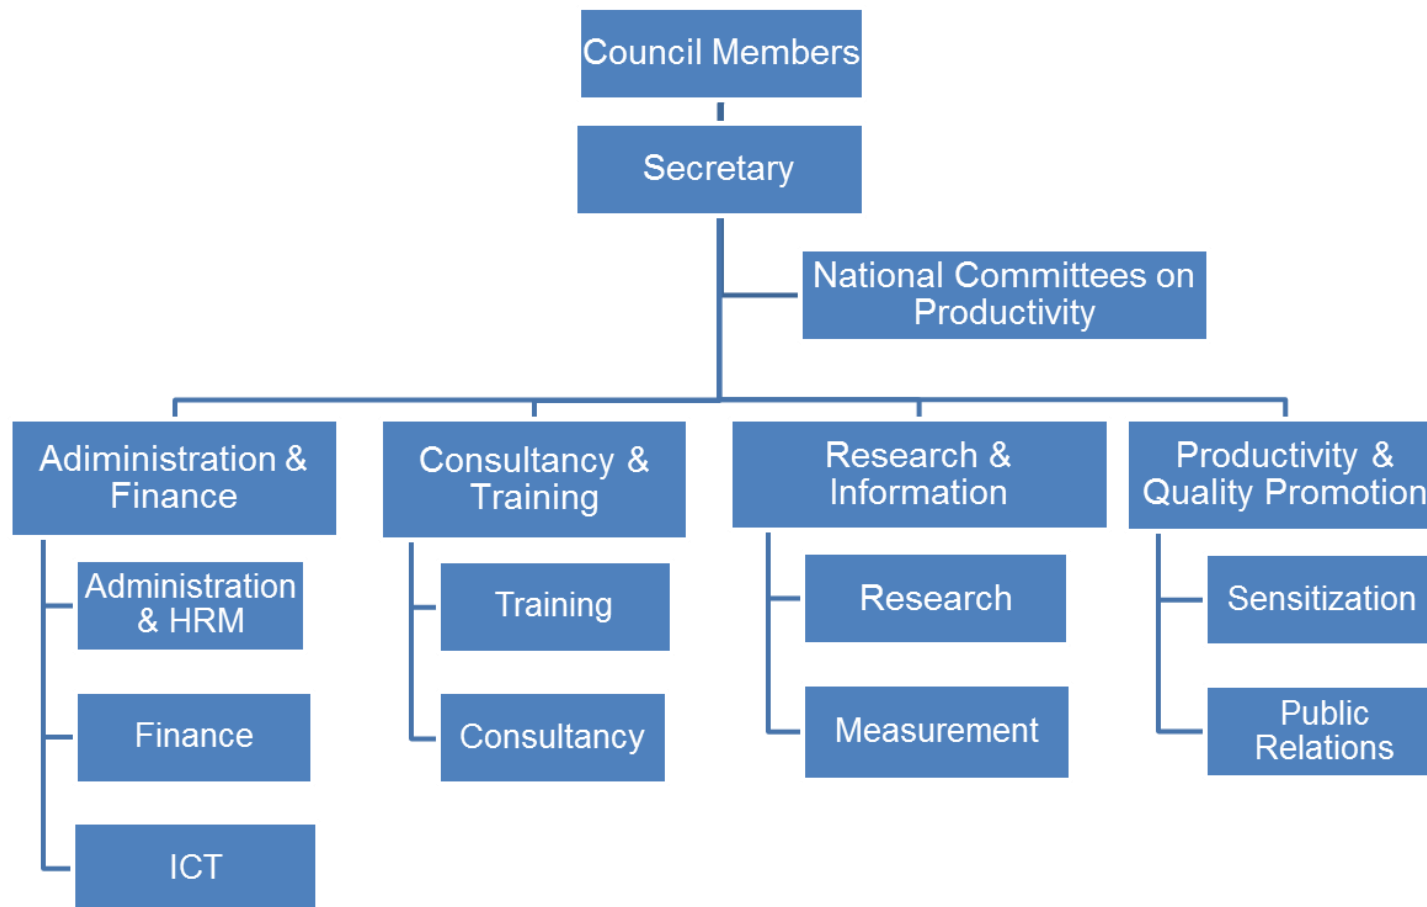 Council Members
Secretary
National Committees on
Productivity
Adiministration &
Finance
Consultancy &
Training
Research &
Information
Productivity &
Quality Promotion
Administration
& HRM
Training
Research
Sensitization
Finance
Consultancy
Measurement
Public
Relations
ICT